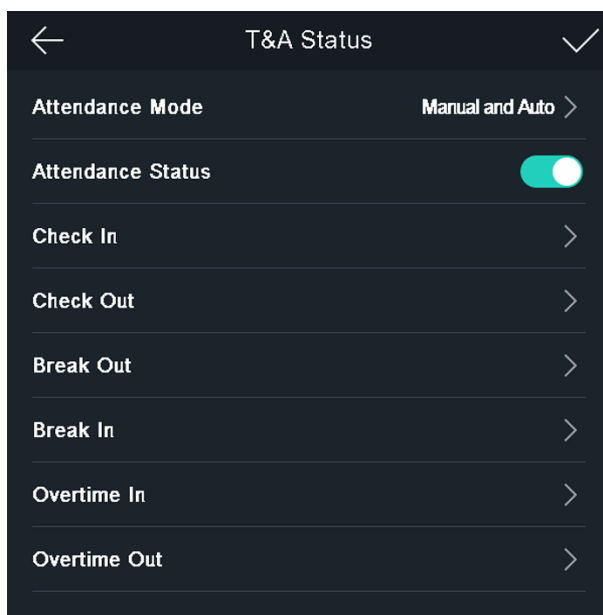 T&A Status
Attendance Mode Manual and Auto
Attendance Status
Check In
Check Out
Break Out
Break In
Overtime In
Overtime Out